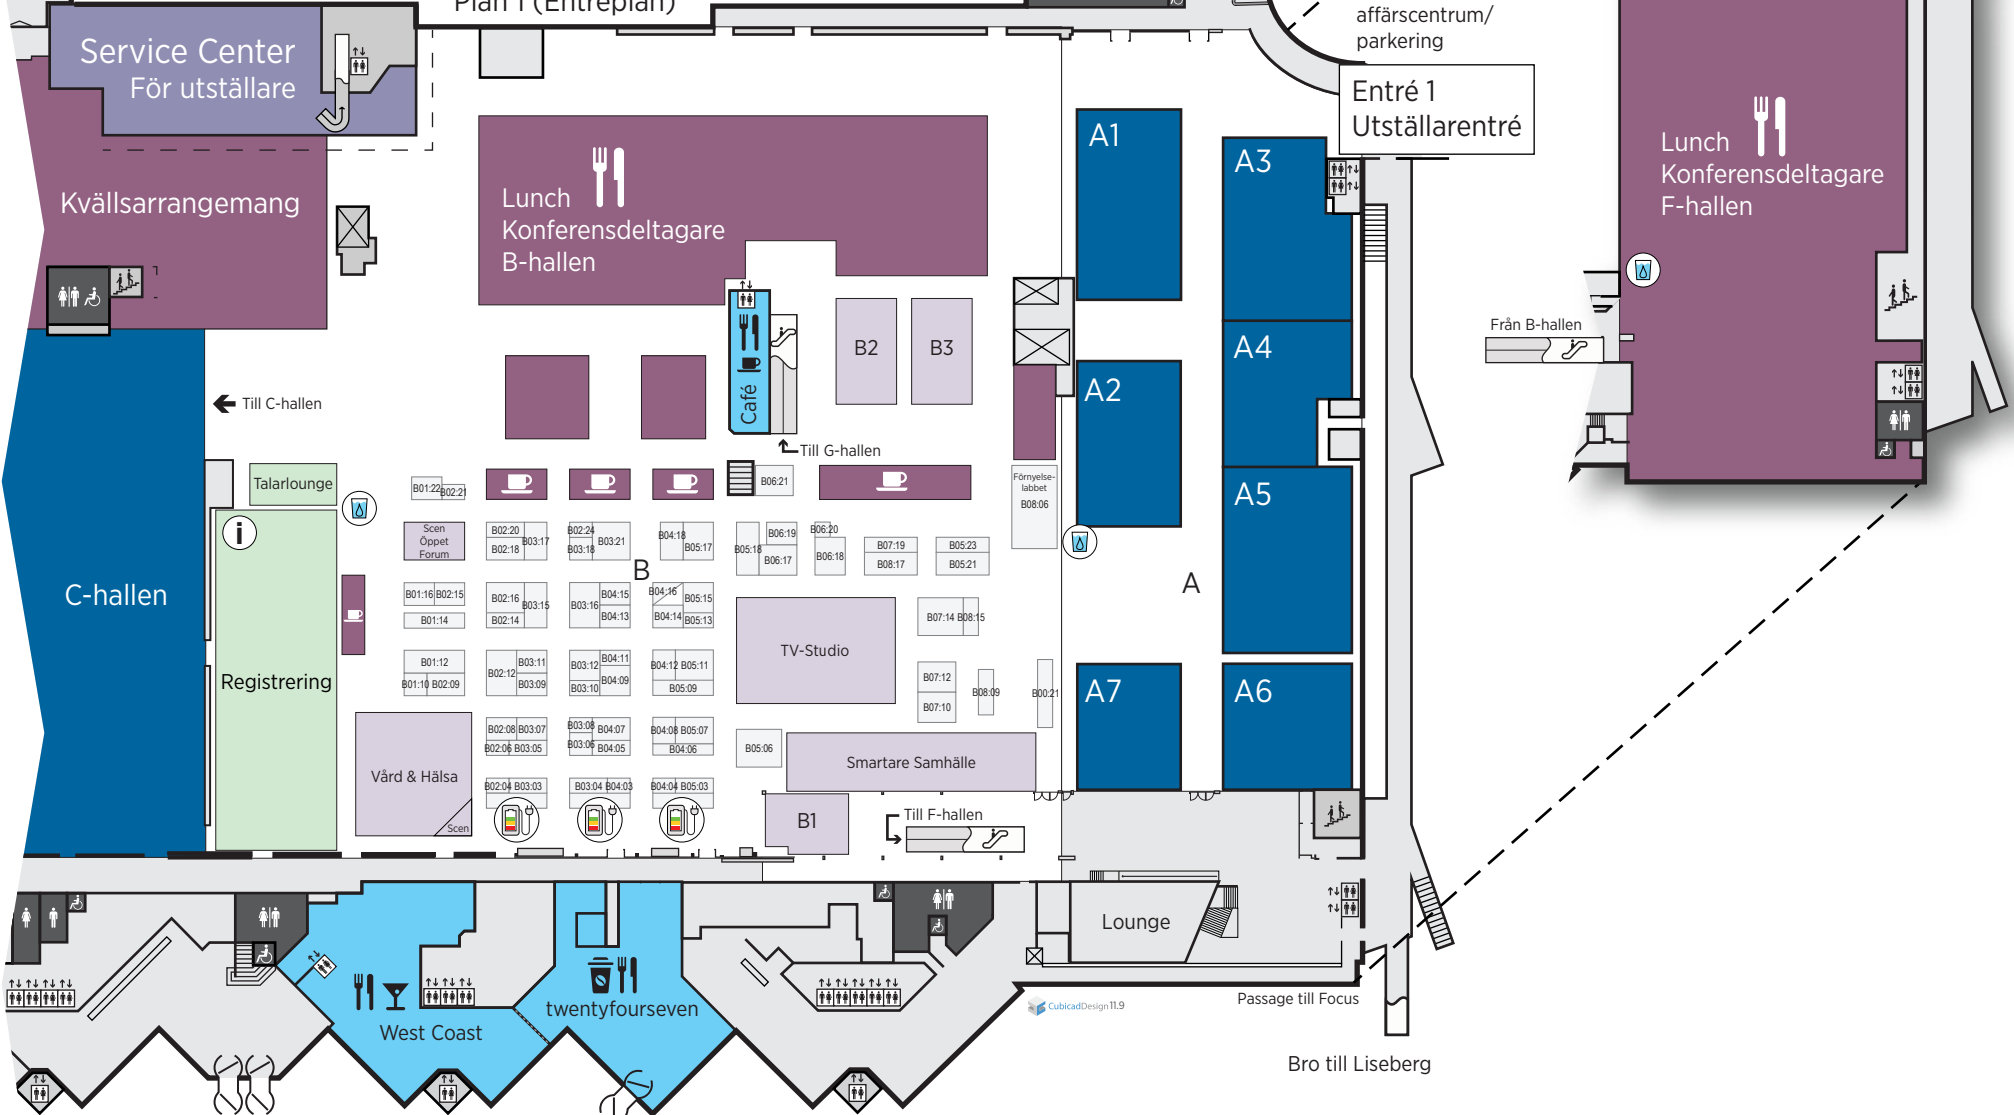 Plan 1 (Entréplan)
affärscentrum/
parkering
Service Center
För utställare
Entré 1
Utställarentré
A1
A3
Lunch
Konferensdeltagare
F-hallen
Kvällsarrangemang
Lunch
Konferensdeltagare
B-hallen
Från B-hallen
B2
B3
A4
A2
Café
Till C-hallen
Till G-hallen
Talarlounge
B01:22
B02:21
B06:21
Förnyelse-
labbet
B08:06
A5
i
Scen
Öppet
Forum
B02:20
B02:18
B03:17
B02:24
B03:18
B03:21
B04:18
B05:17
B05:18
B06:19
B06:17
B06:20
B06:18
B07:19
B08:17
B05:23
B05:21
B
A
C-hallen
B01:16
B02:15
B01:14
B02:16
B02:14
B03:15
B03:16
B04:15
B04:13
B04:16
B04:14
B05:15
B05:13
B07:14
B08:15
TV-Studio
Registrering
B01:12
B01:10
B02:09
B02:12
B03:11
B03:09
B03:12
B03:10
B04:11
B04:09
B04:12
B05:11
B05:09
B07:12
B07:10
B08:09
B00:21
A7
A6
B02:08
B03:07
B02:06
B03:05
B03:08
B03:06
B04:07
B04:05
B04:08
B05:07
B04:06
B05:06
Smartare Samhälle
Vård & Hälsa
Scen
B02:04
B03:03
B03:04
B04:03
B04:04
B05:03
B1
Till F-hallen
Lounge
West Coast
twentyfourseven
CubicadDesign 11.9
Passage till Focus
Bro till Liseberg